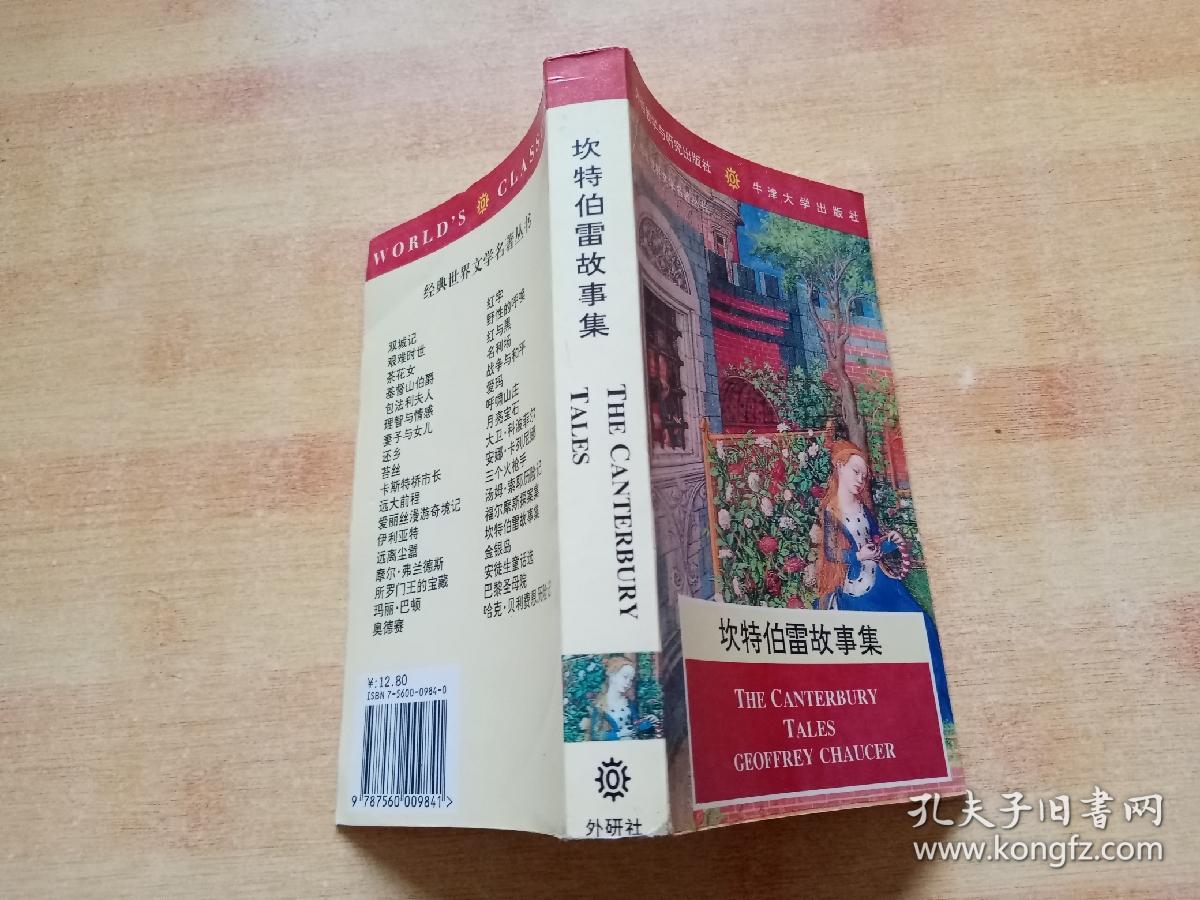 WORLD'S CLASS
经典世界文学名著丛书
双城记
艰难时世
茶花女
基督山伯爵
包法利夫人
理智与情感
妻子与女儿
还乡
苔丝
卡斯特桥市长
远大前程
爱丽丝漫游奇境记
伊利亚特
远离尘嚣
摩尔·弗兰德斯
所罗门王的宝藏
玛丽·巴顿
奥德赛
红字
野性的呼唤
红与黑
名利场
战争与和平
爱玛
呼啸山庄
月亮宝石
大卫·科波菲尔
安娜·卡列尼娜
三个火枪手
汤姆·索耶历险记
福尔摩斯探案集
坎特伯雷故事集
金银岛
安徒生童话选
巴黎圣母院
哈克·贝利费恩历险记
¥:12.80
ISBN 7-5600-0984-0
9 787560 009841>
坎特伯雷故事集
THE CANTERBURY
TALES
外研社
教学与研究出版社 牛津大学出版社
坎特伯雷故事集
THE CANTERBURY
TALES
GEOFFREY CHAUCER
孔夫子旧书网
www.kongfz.com